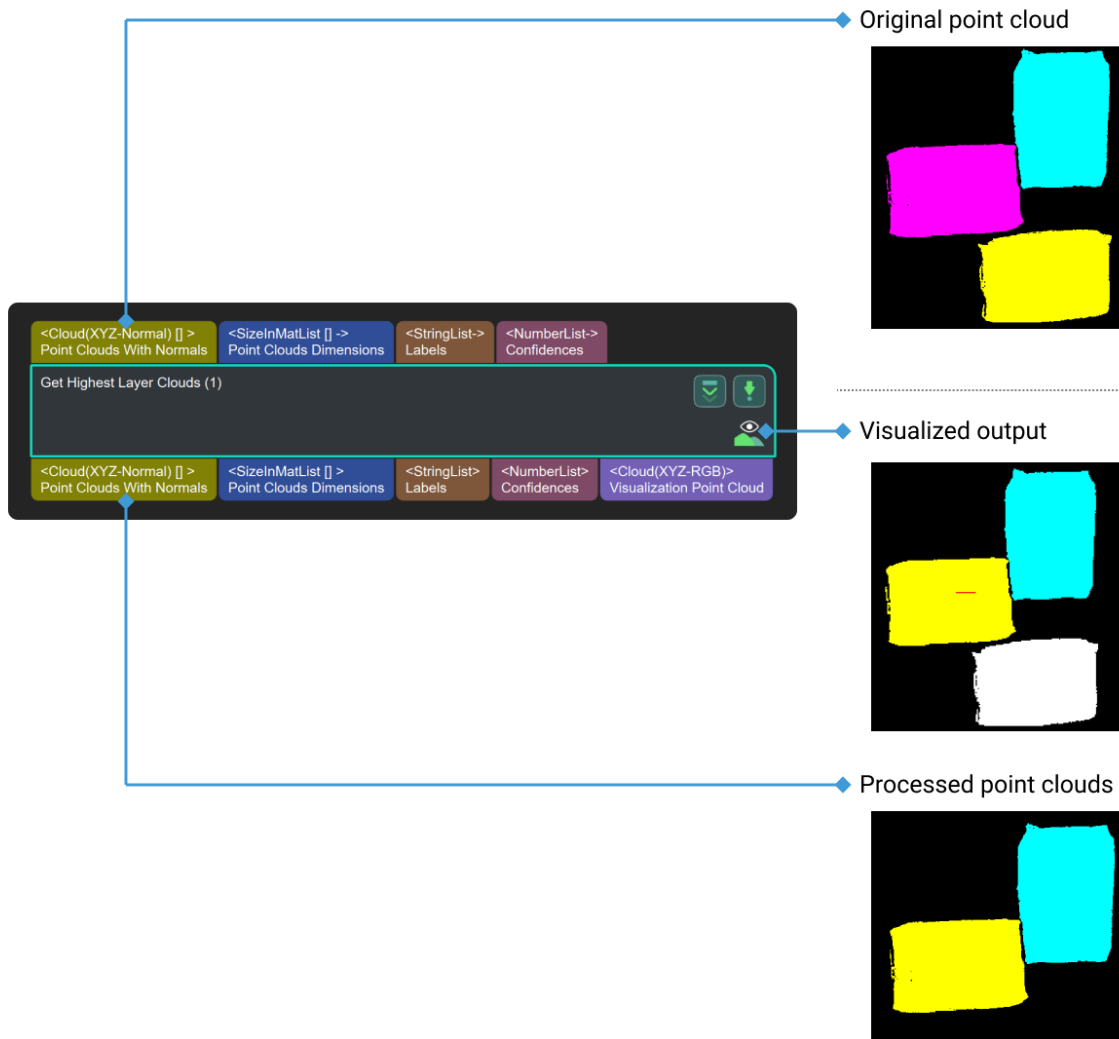 Original point cloud
<Cloud(XYZ-Normal) [] >
Point Clouds With Normals
<SizeInMatList [] ->
Point Clouds Dimensions
<StringList->
Labels
<NumberList->
Confidences
Get Highest Layer Clouds (1)
Visualized output
<Cloud(XYZ-Normal) [] >
Point Clouds With Normals
<SizeInMatList [] >
Point Clouds Dimensions
<StringList>
Labels
<NumberList>
Confidences
<Cloud(XYZ-RGB)>
Visualization Point Cloud
Processed point clouds